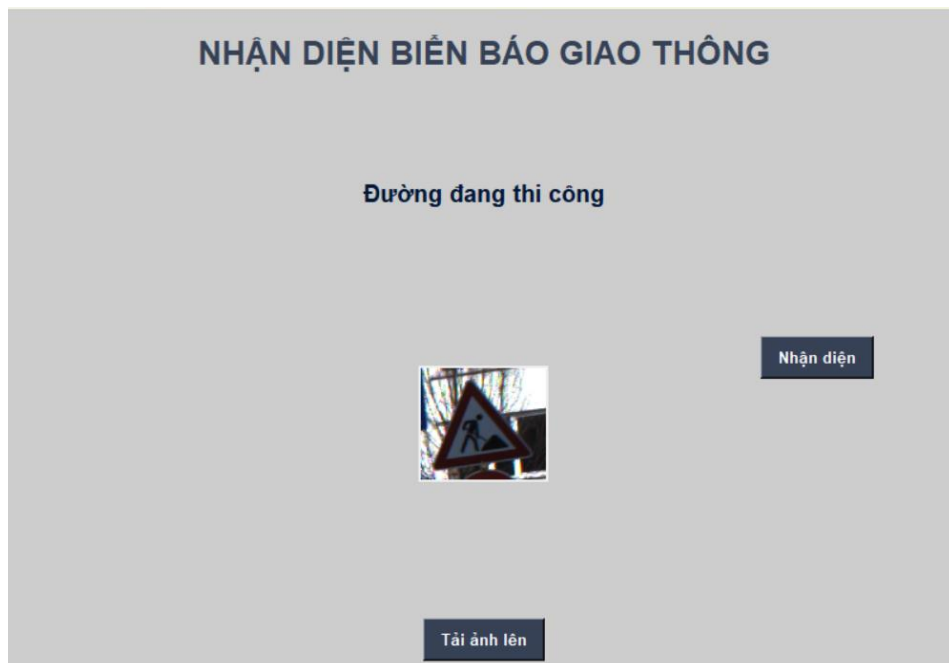 NHẬN DIỆN BIỂN BÁO GIAO THÔNG
Đường đang thi công
Nhận diện
Tải ảnh lên